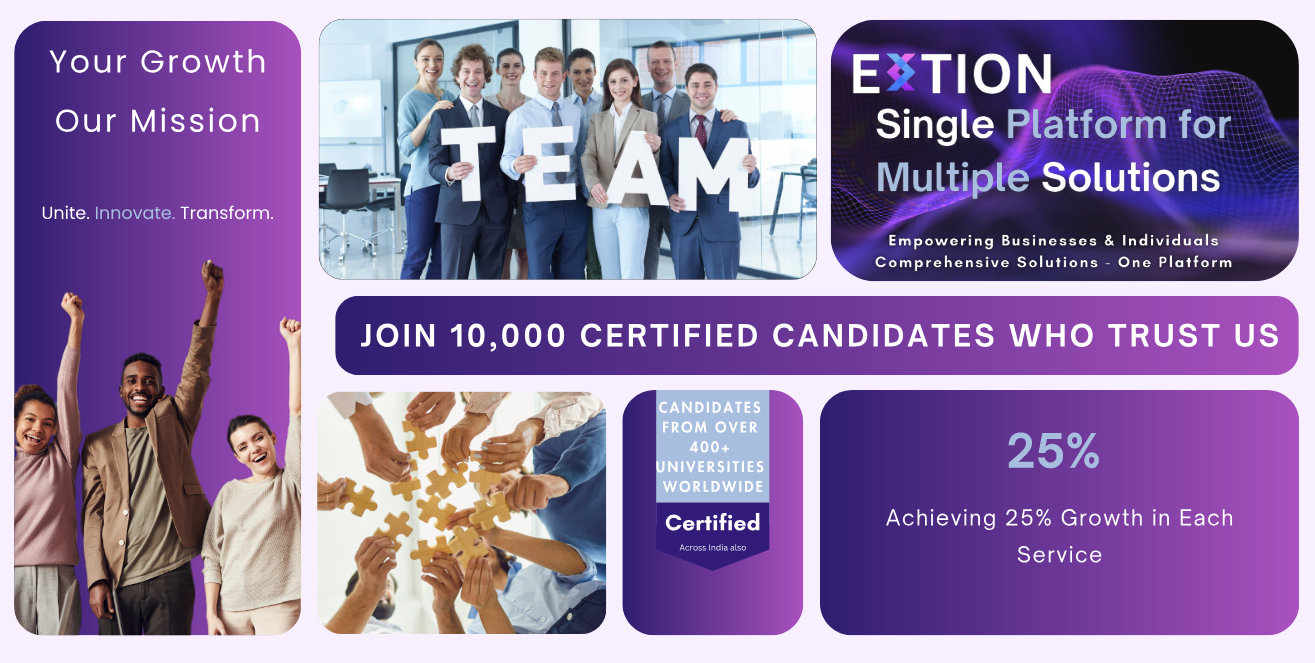 Your Growth
Our Mission
Unite. Innovate. Transform.
TEAM
EXTION
Single Platform for
Multiple Solutions
Empowering Businesses & Individuals
Comprehensive Solutions - One Platform
JOIN 10,000 CERTIFIED CANDIDATES WHO TRUST US
CANDIDATES
FROM OVER
400+
UNIVERSITIES
WORLDWIDE
Certified
Across India also
25%
Achieving 25% Growth in Each
Service